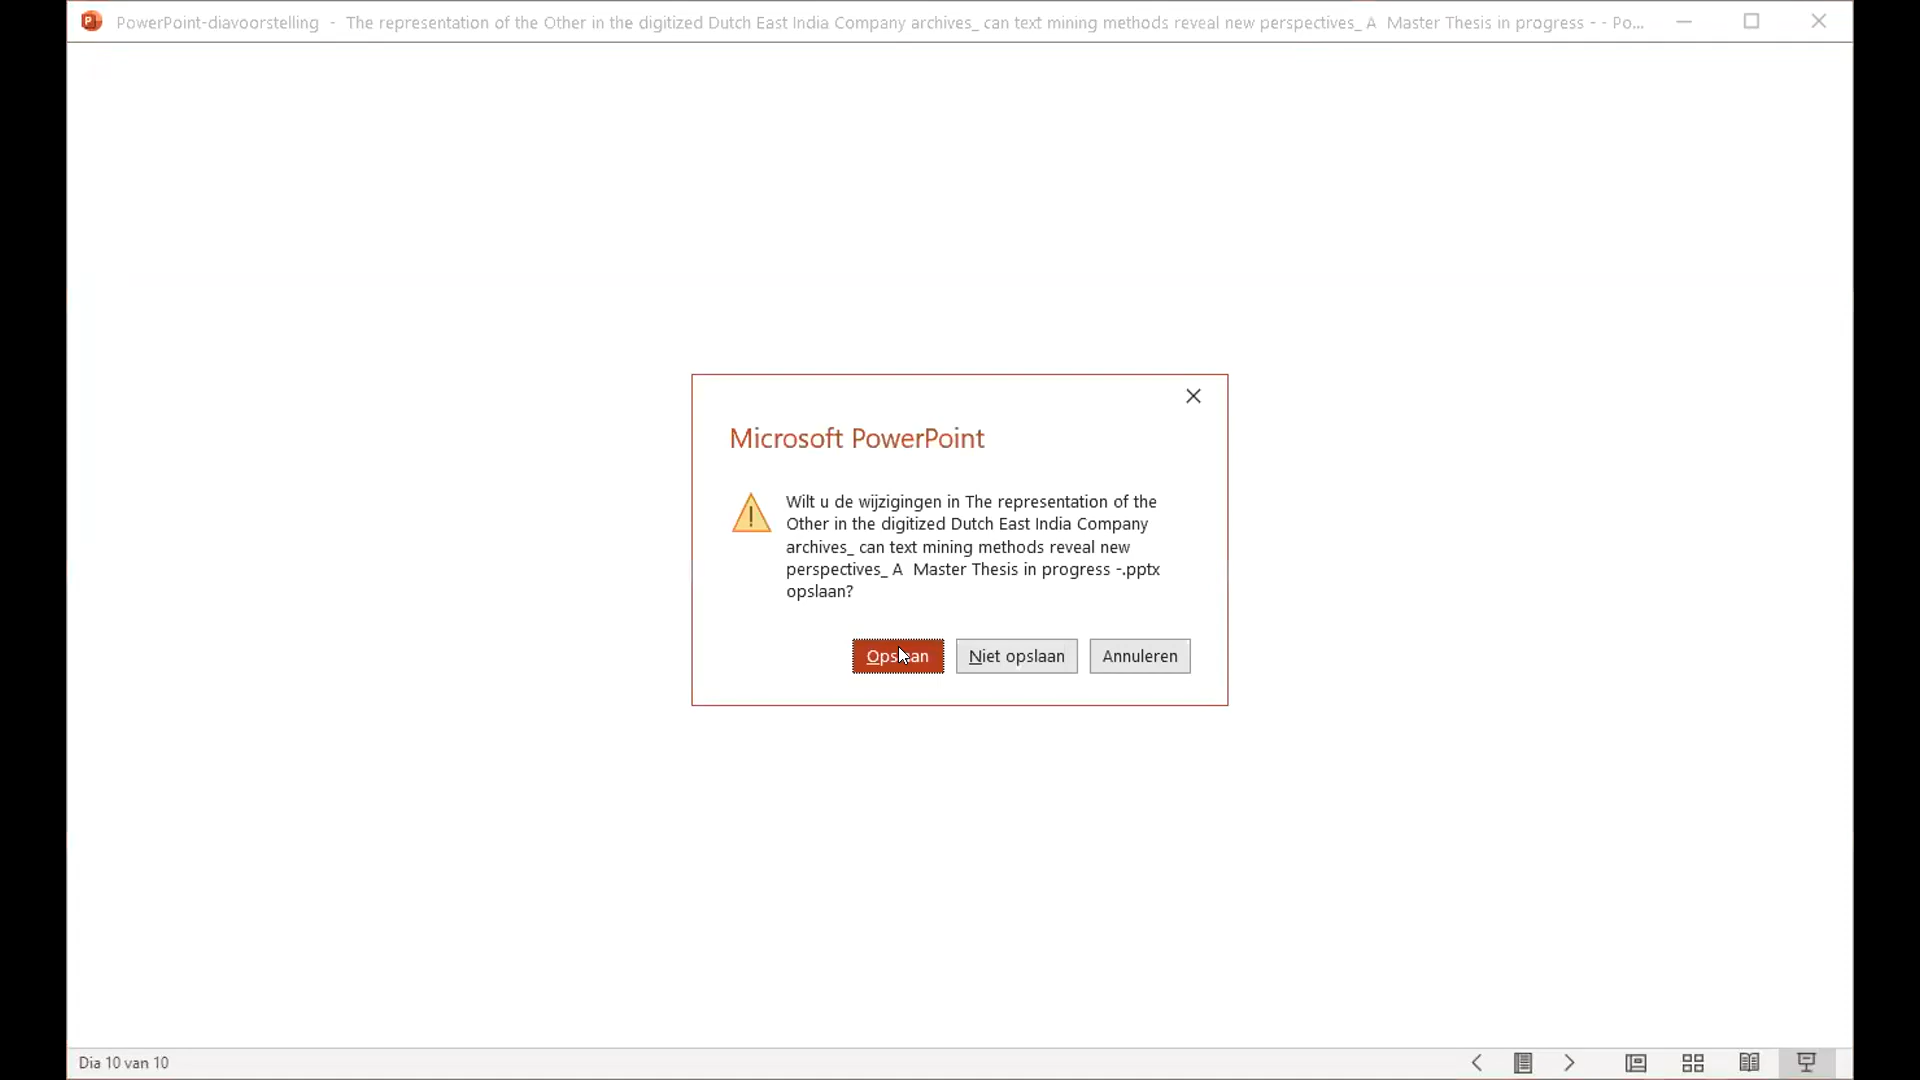 PowerPoint-diavoorstelling - The representation of the Other in the digitized Dutch East India Company archives_ can text mining methods reveal new perspectives_ A Master Thesis in progress - - Po...
Microsoft PowerPoint
Wilt u de wijzigingen in The representation of the
Other in the digitized Dutch East India Company
archives_ can text mining methods reveal new
perspectives_ A Master Thesis in progress -.pptx
opslaan?
Opslaan Niet opslaan Annuleren
Dia 10 van 10